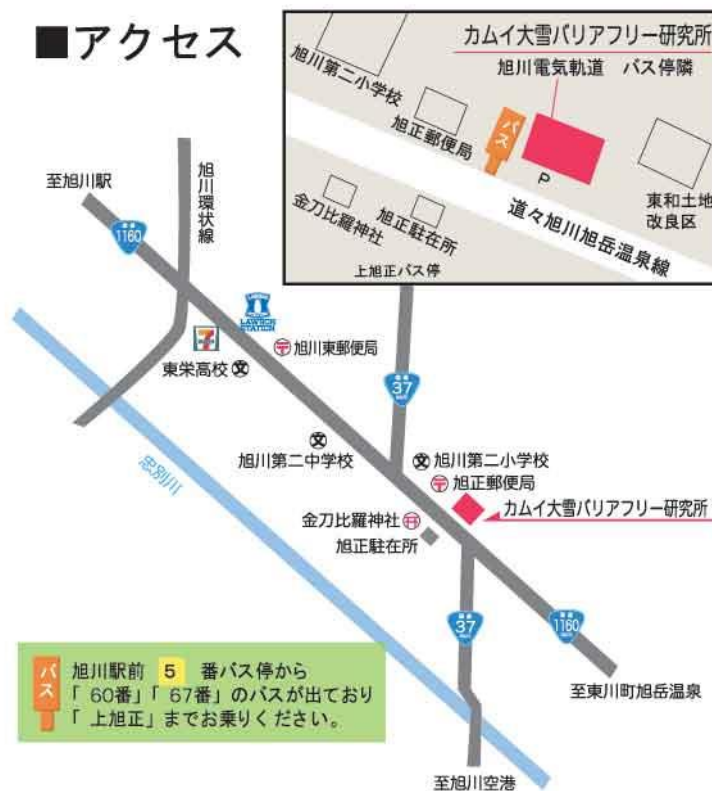 ■アクセス
カムイ大雪バリアフリー研究所
旭川電気軌道 バス停隣
旭川第二小学校
旭正郵便局
バス
P
東和土地
改良区
金刀比羅神社
旭正駐在所
道々旭川旭岳温泉線
上旭正バス停
至旭川駅
旭川環状線
1160
LAWSON
STATION
7
旭川東郵便局
東栄高校 文
37
文
旭川第二中学校
文 旭川第二小学校
旭正郵便局
カムイ大雪バリアフリー研究所
金刀比羅神社
旭正駐在所
忠別川
37
1160
至東川町旭岳温泉
至旭川空港
バス
旭川駅前 5 番バス停から
「 60番」「 67番」のバスが出ており
「 上旭正」までお乗りください。